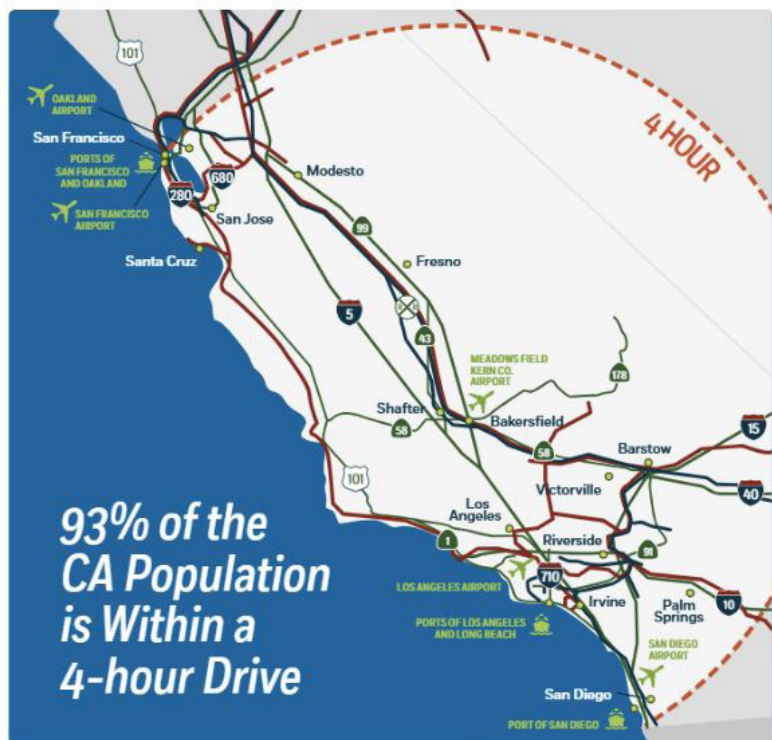 101
OAKLAND
AIRPORT
San Francisco
PORTS OF
SAN FRANCISCO
AND OAKLAND
280
680
SAN FRANCISCO
AIRPORT
San Jose
Santa Cruz
Modesto
4 HOUR
99
Fresno
5
43
MEADOWS FIELD
KERN CO.
AIRPORT
178
Shafter
58
Bakersfield
58
15
Barstow
40
Victorville
101
Los
Angeles
1
Riverside
91
LOS ANGELES AIRPORT
710
Irvine
Palm
Springs
10
PORTS OF LOS ANGELES
AND LONG BEACH
SAN DIEGO
AIRPORT
San Diogo
PORT OF SAN DIEGO
93% of the
CA Population
is Within a
4-hour Drive